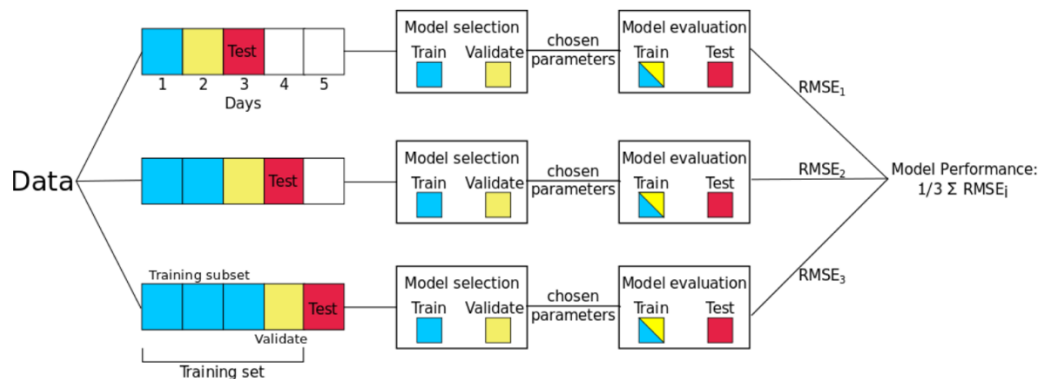 Data
Test
1 2 3 4 5
Days
Model selection
Train Validate
chosen
parameters
Model evaluation
Train Test
RMSE1
Test
Model selection
Train Validate
chosen
parameters
Model evaluation
Train Test
RMSE2
Training subset
Test
Validate
Training set
Model selection
Train Validate
chosen
parameters
Model evaluation
Train Test
RMSE3
Model Performance:
1/3 Σ RMSEi